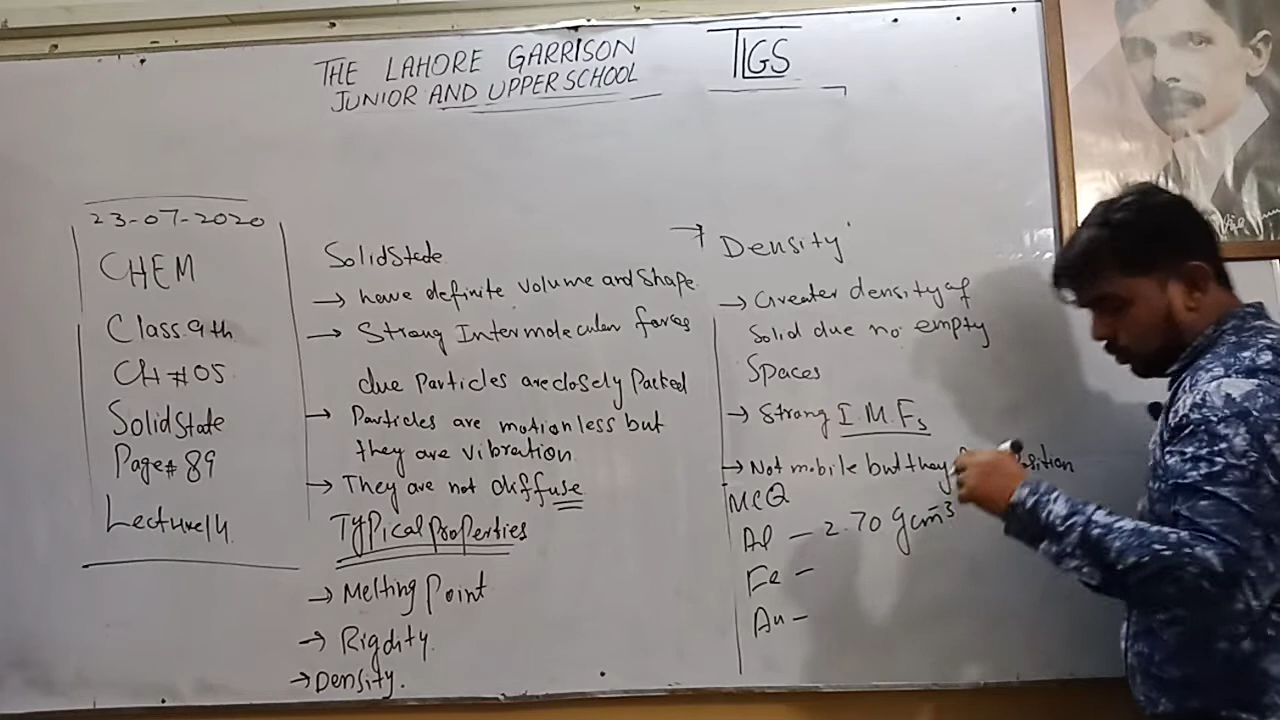 THE LAHORE GARRISON
JUNIOR AND UPPER SCHOOL
TLGS
23-07-2020
CHEM
Class.9th
CH#05
Solid State
Page# 89
Lecture 14
Solid State
→ have definite volume and Shape
→ Strong Intermolecular forces
due Particles are closely Packed
→ Particles are motionless but
they are vibration
→ They are not diffuse
Typical properties
→ Melting Point
→ Rigdity.
→ Density.
→ Density
→ Greater density of
Solid due no empty
Spaces
→ Strong I.M.Fs
→ Not mobile but they
MCQ
Al - 2.70 gcm⁻³
Fe -
Au -